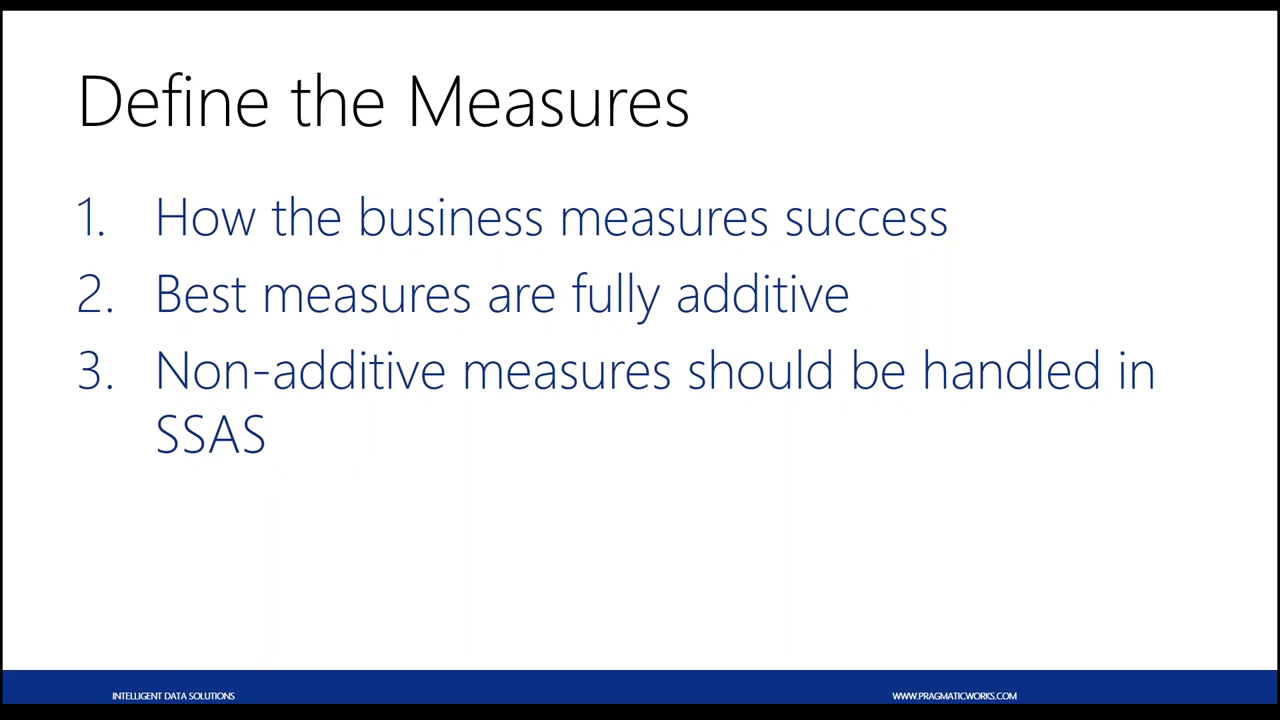 Define the Measures
1. How the business measures success
2. Best measures are fully additive
3. Non-additive measures should be handled in
SSAS
INTELLIGENT DATA SOLUTIONS
WWW.PRAGMATICWORKS.COM